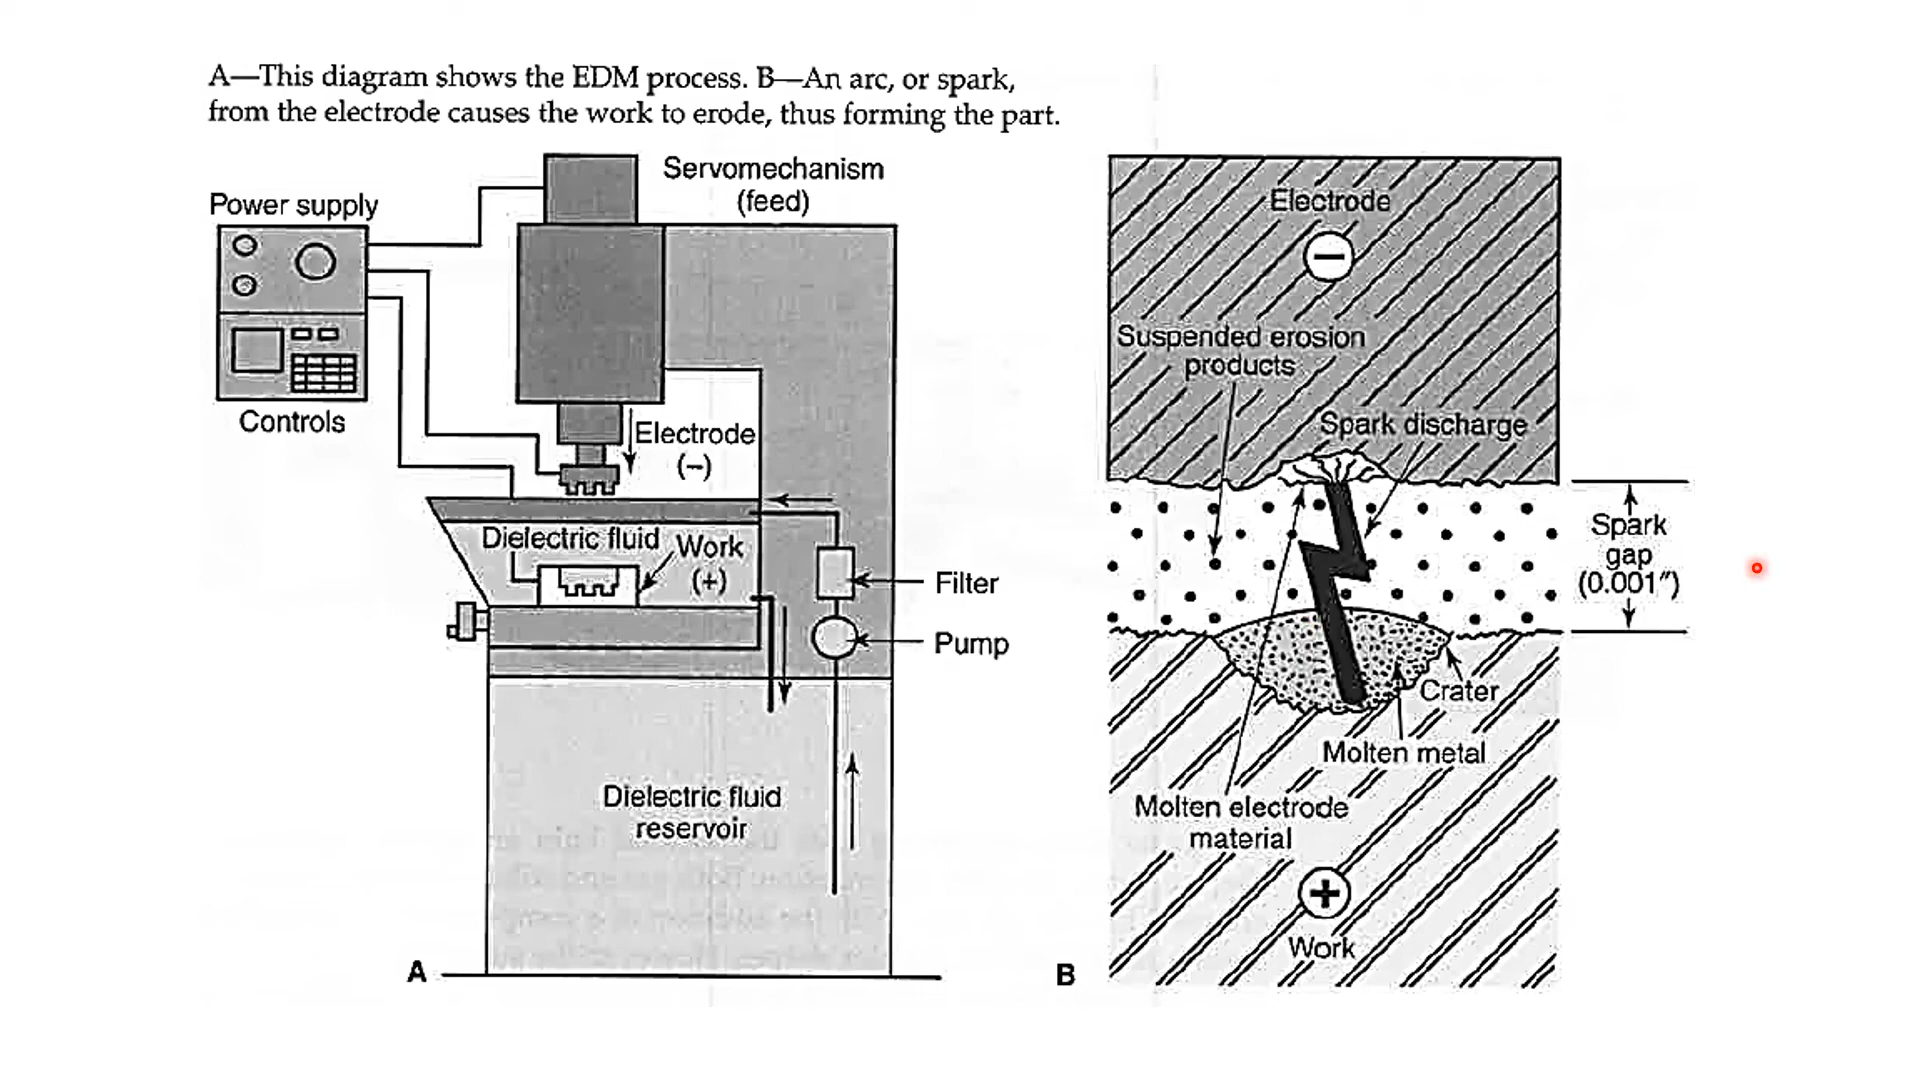 A—This diagram shows the EDM process. B—An arc, or spark,
from the electrode causes the work to erode, thus forming the part.
Servomechanism
(feed)
Power supply
Controls
Electrode
(−)
Dielectric fluid
Work
(+)
Filter
Pump
Dielectric fluid
reservoir
A
Electrode
−
Suspended erosion
products
Spark discharge
Spark
gap
(0.001″)
Crater
Molten metal
Molten electrode
material
+
Work
B